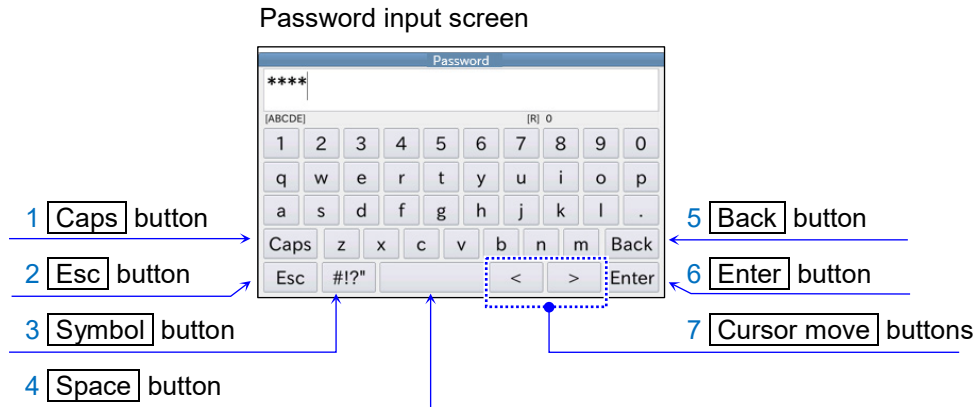 Password input screen
Password
****
[ABCDE] [R] 0
1 2 3 4 5 6 7 8 9 0
q w e r t y u i o p
a s d f g h j k l .
Caps z x c v b n m Back
Esc #!?" < > Enter
1 Caps button
2 Esc button
3 Symbol button
4 Space button
5 Back button
6 Enter button
7 Cursor move buttons